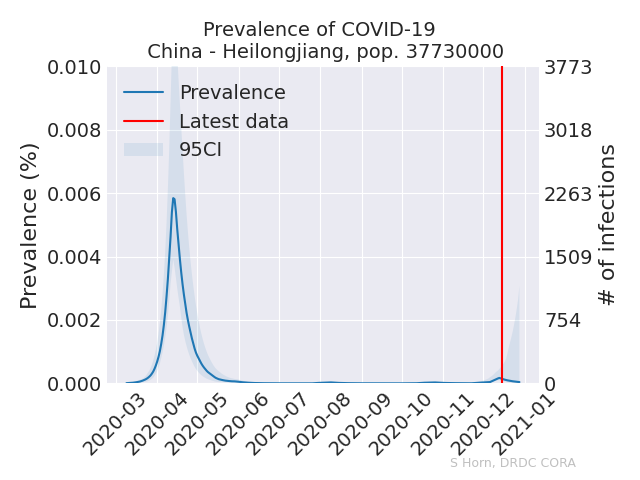 Prevalence of COVID-19
China - Heilongjiang, pop. 37730000
Prevalence
Latest data
95CI
Prevalence (%)
0.010
0.008
0.006
0.004
0.002
0.000
3773
3018
2263
1509
754
0
# of infections
2020-03
2020-04
2020-05
2020-06
2020-07
2020-08
2020-09
2020-10
2020-11
2020-12
2021-01
S Horn, DRDC CORA